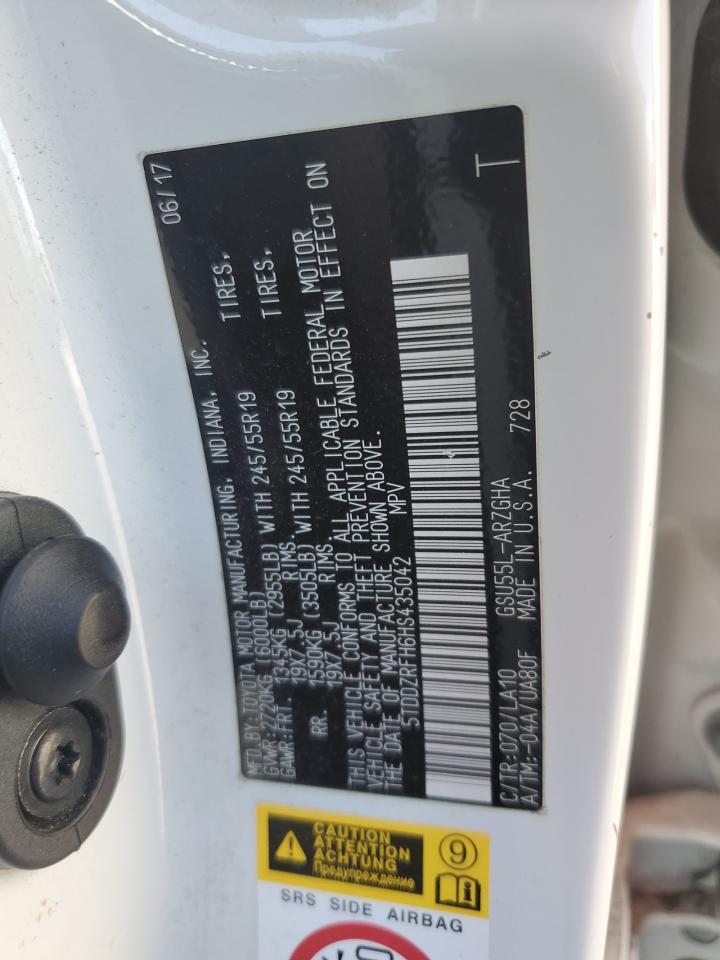 MFD.BY:TOYOTA MOTOR MANUFACTURING, INDIANA, INC. 06/17
GVWR:2720KG (6000LB)
GAWR:FRT. 1345KG (2955LB) WITH 245/55R19 TIRES,
19X7.5J RIMS.
RR. 1590KG (3505LB) WITH 245/55R19 TIRES,
19X7.5J RIMS.
THIS VEHICLE CONFORMS TO ALL APPLICABLE FEDERAL MOTOR
VEHICLE SAFETY AND THEFT PREVENTION STANDARDS IN EFFECT ON
THE DATE OF MANUFACTURE SHOWN ABOVE.
5TDDZRFH6HS435042 MPV
C/TR:070/LA10 GSU55L-ARZGHA T
A/TM:-04A/UA80F MADE IN U.S.A. 728
CAUTION
ATTENTION
ACHTUNG
Предупреждение
9
i
SRS SIDE AIRBAG